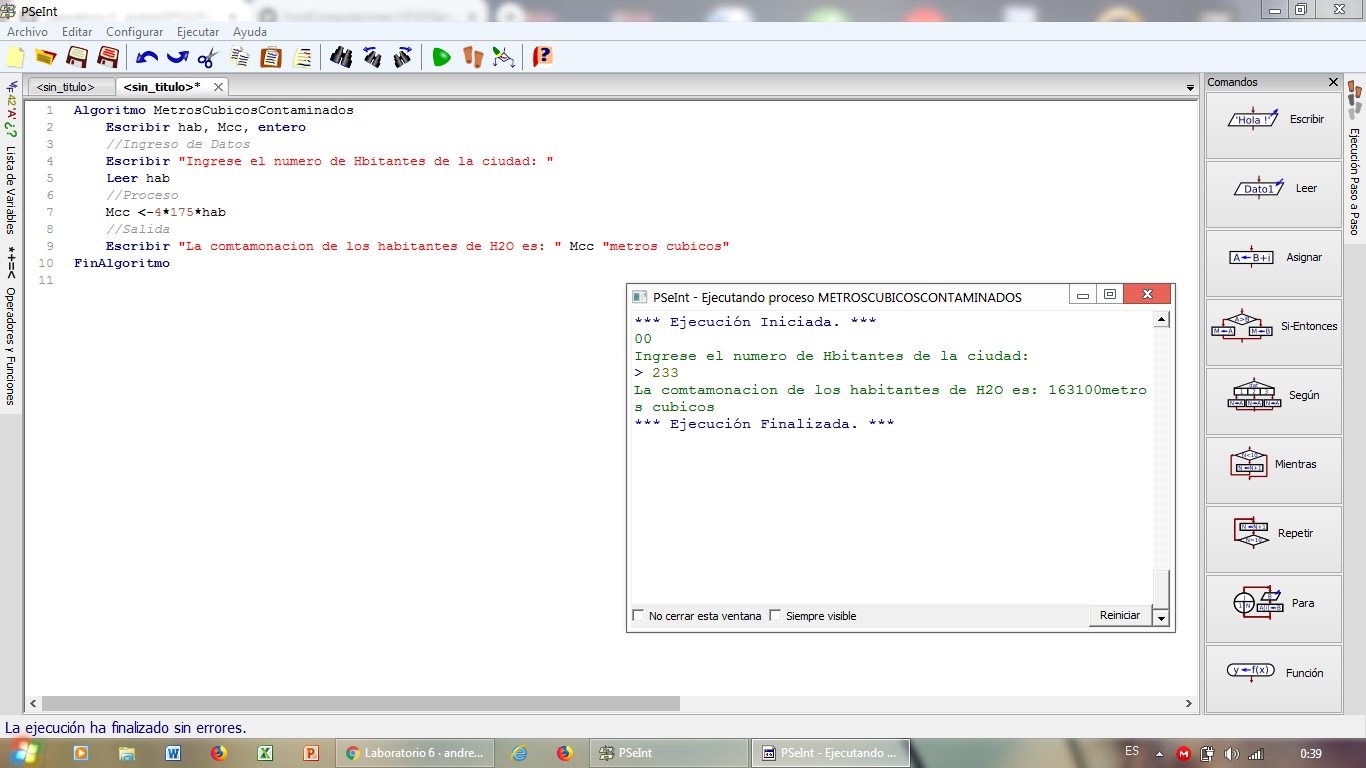 PSeInt
Archivo Editar Configurar Ejecutar Ayuda
<sin_titulo>
<sin_titulo>*
Comandos
1 Algoritmo MetrosCubicosContaminados
2 Escribir hab, Mcc, entero
3 //Ingreso de Datos
4 Escribir "Ingrese el numero de Hbitantes de la ciudad: "
5 Leer hab
6 //Proceso
7 Mcc <-4*175*hab
8 //Salida
9 Escribir "La comtamonacion de los habitantes de H2O es: " Mcc "metros cubicos"
10 FinAlgoritmo
11
42 'A' ¿?
Lista de Variables
*+=<
Operadores y Funciones
PSeInt - Ejecutando proceso METROSCUBICOSCONTAMINADOS
*** Ejecución Iniciada. ***
00
Ingrese el numero de Hbitantes de la ciudad:
> 233
La comtamonacion de los habitantes de H2O es: 163100metro
s cubicos
*** Ejecución Finalizada. ***
No cerrar esta ventana
Siempre visible
Reiniciar
'Hola !' Escribir
Dato1 Leer
A←B+i Asignar
Si-Entonces
Según
Mientras
Repetir
Para
y←f(x) Función
Ejecución Paso a Paso
La ejecución ha finalizado sin errores.
Laboratorio 6 · andre...
PSeInt
PSeInt - Ejecutando ...
ES
0:39